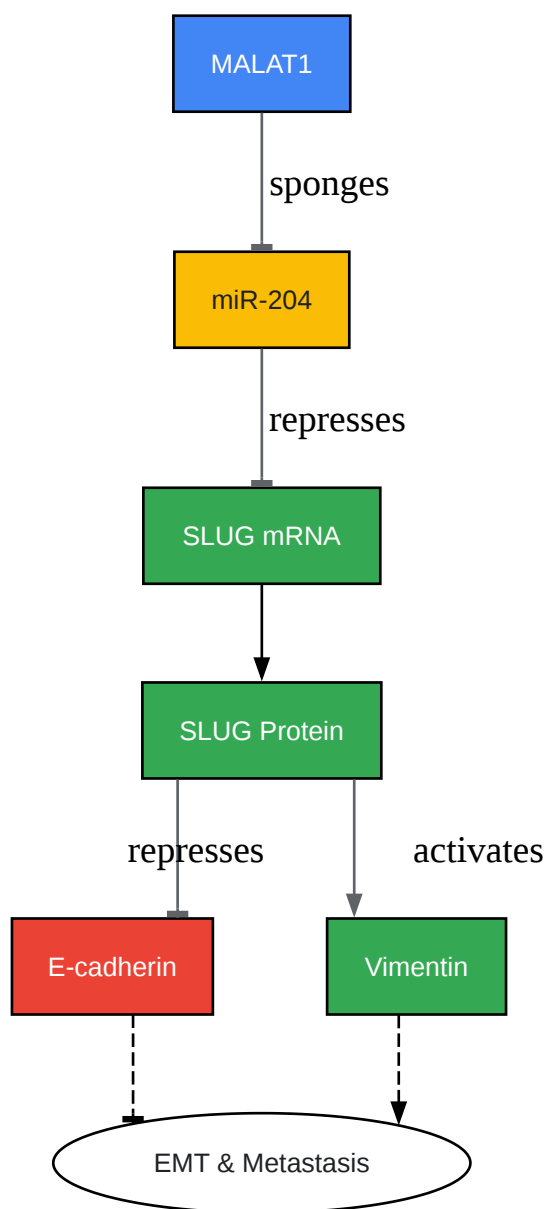 MALAT1
sponges
miR-204
represses
SLUG mRNA
SLUG Protein
represses
activates
E-cadherin
Vimentin
EMT & Metastasis